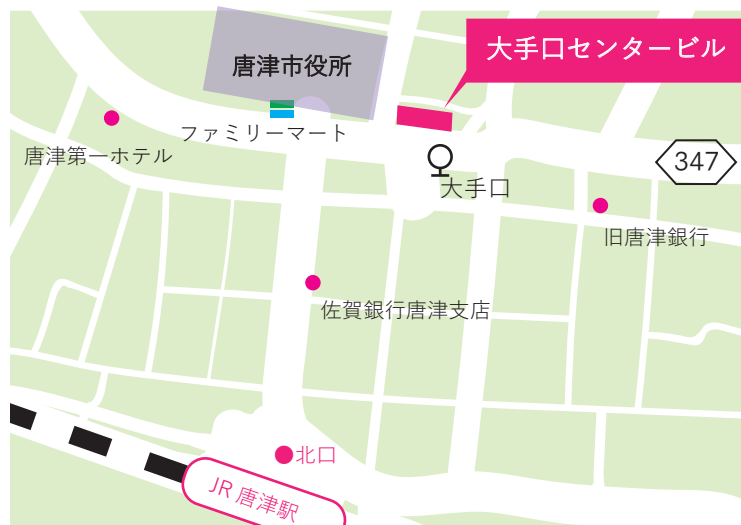 大手口センタービル
唐津市役所
ファミリーマート
唐津第一ホテル
347
大手口
旧唐津銀行
佐賀銀行唐津支店
北口
JR 唐津駅